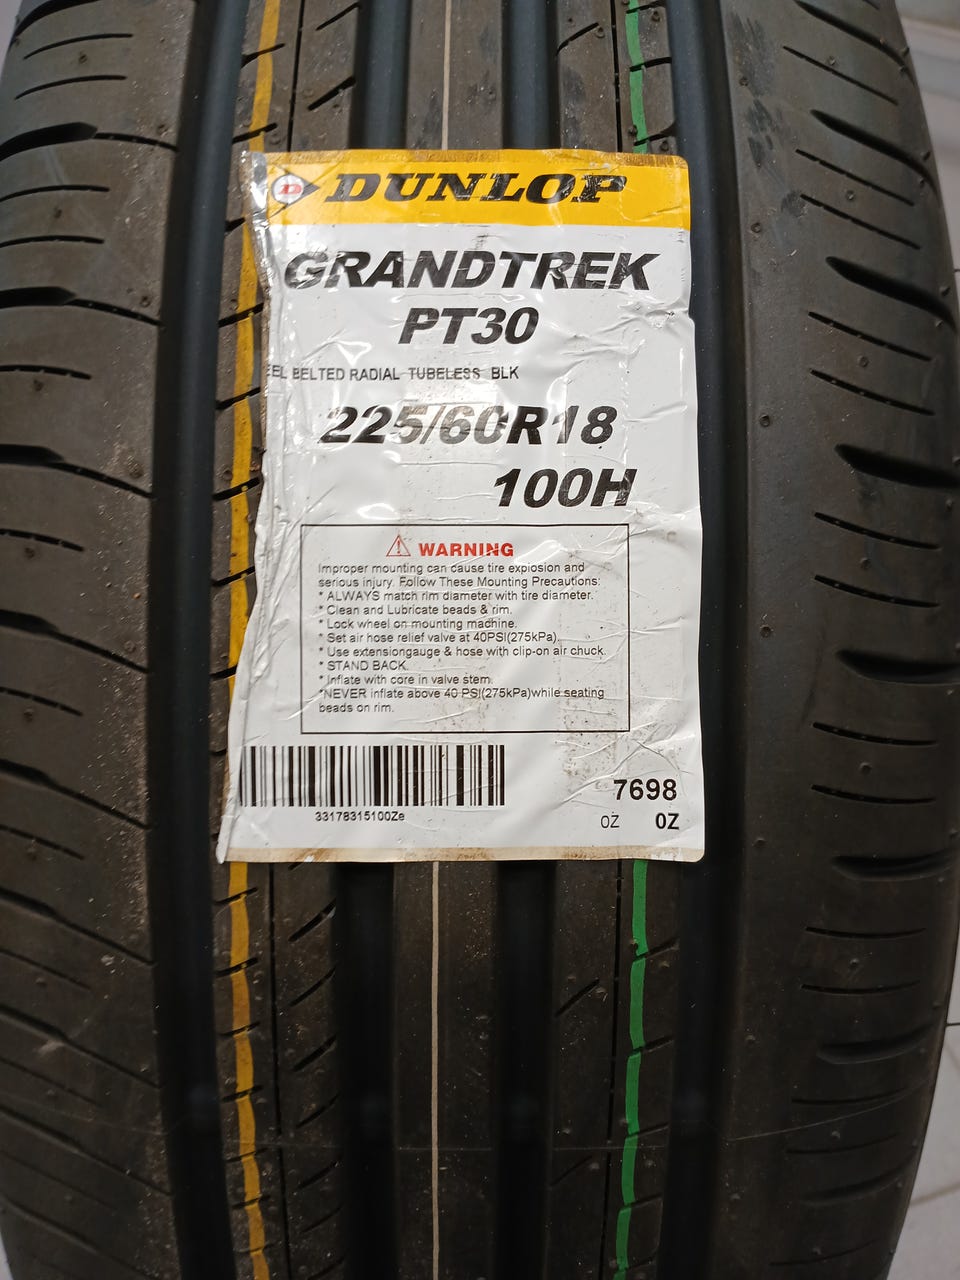 D DUNLOP
GRANDTREK
PT30
EEL BELTED RADIAL TUBELESS BLK
225/60R18
100H
WARNING
Improper mounting can cause tire explosion and
serious injury. Follow These Mounting Precautions:
* ALWAYS match rim diameter with tire diameter.
* Clean and Lubricate beads & rim.
* Lock wheel on mounting machine.
* Set air hose relief valve at 40PSI(275kPa).
* Use extensiongauge & hose with clip-on air chuck.
* STAND BACK.
* Inflate with core in valve stem.
*NEVER inflate above 40 PSI(275kPa)while seating
beads on rim.
33178315100Ze
7698
0Z 0Z